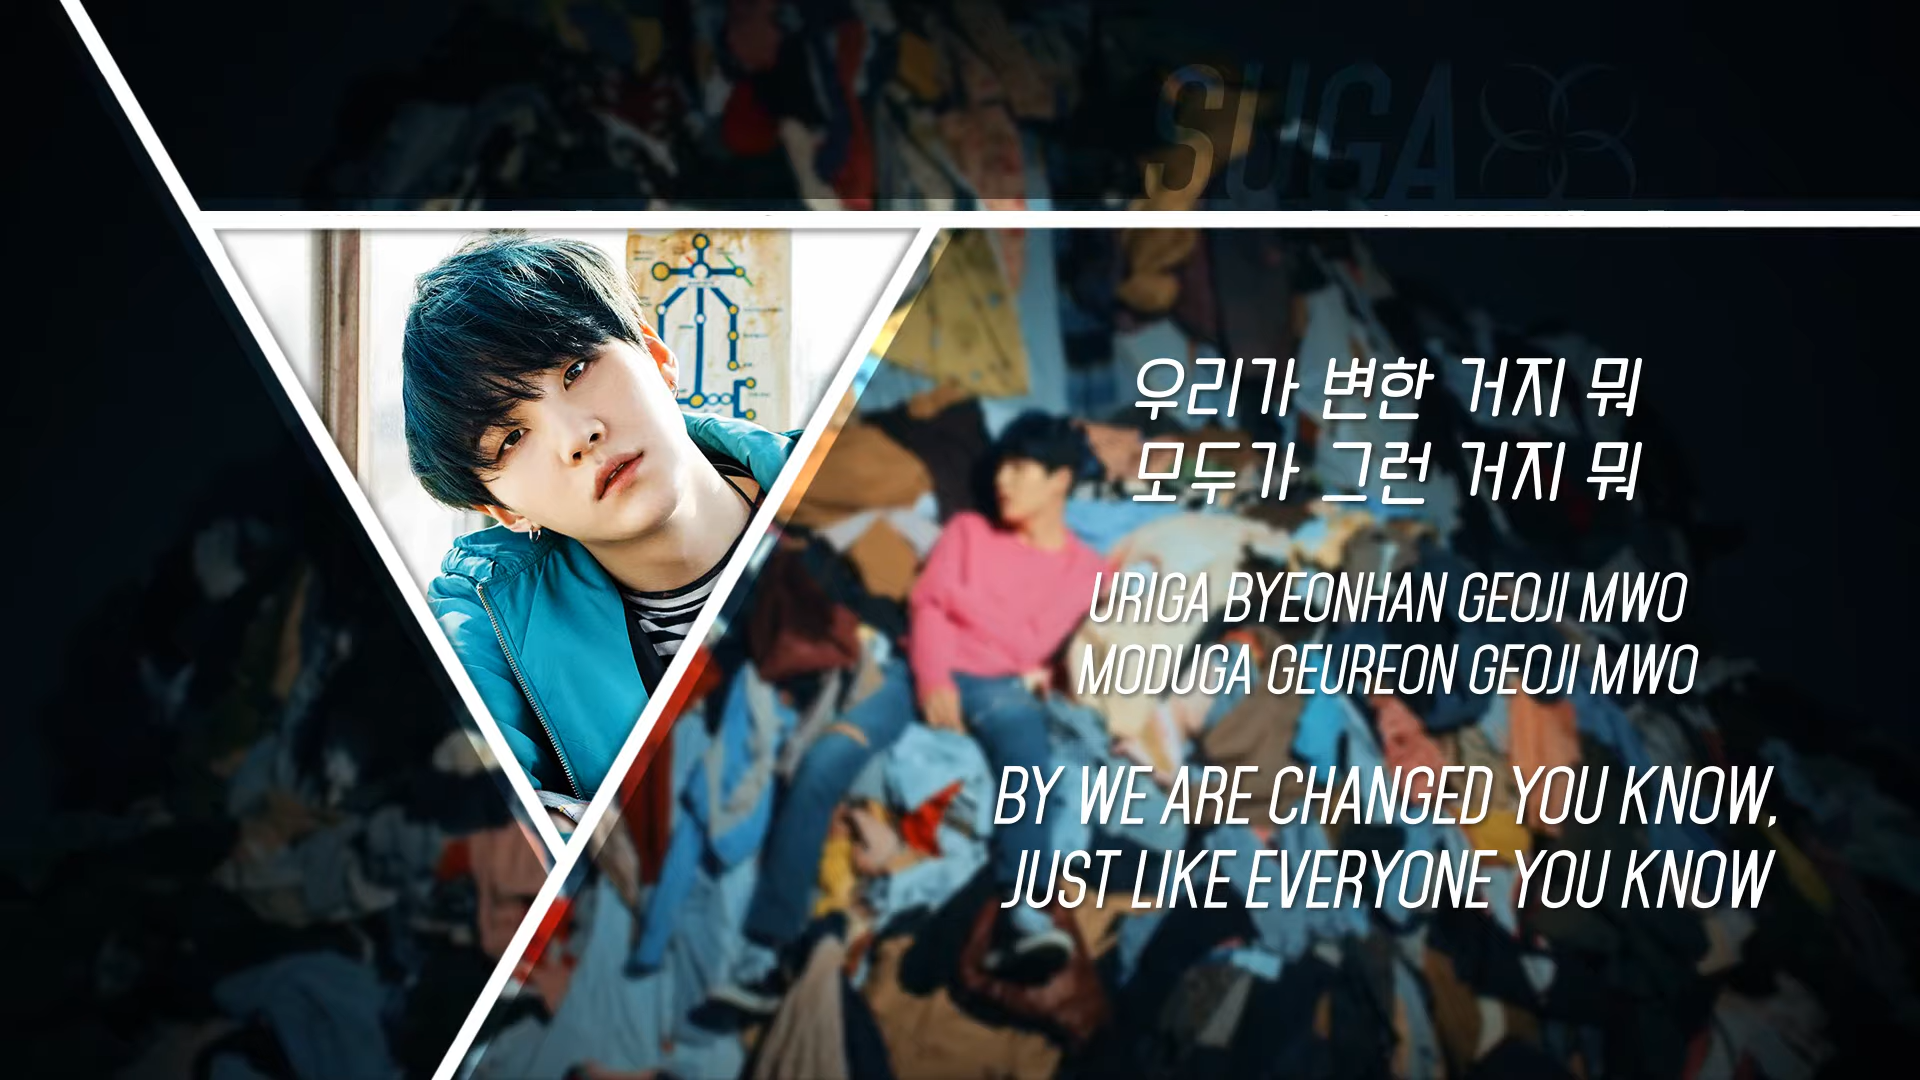 SUGA
우리가 변한 거지 뭐
모두가 그런 거지 뭐
URIGA BYEONHAN GEOJI MWO
MODUGA GEUREON GEOJI MWO
BY WE ARE CHANGED YOU KNOW,
JUST LIKE EVERYONE YOU KNOW